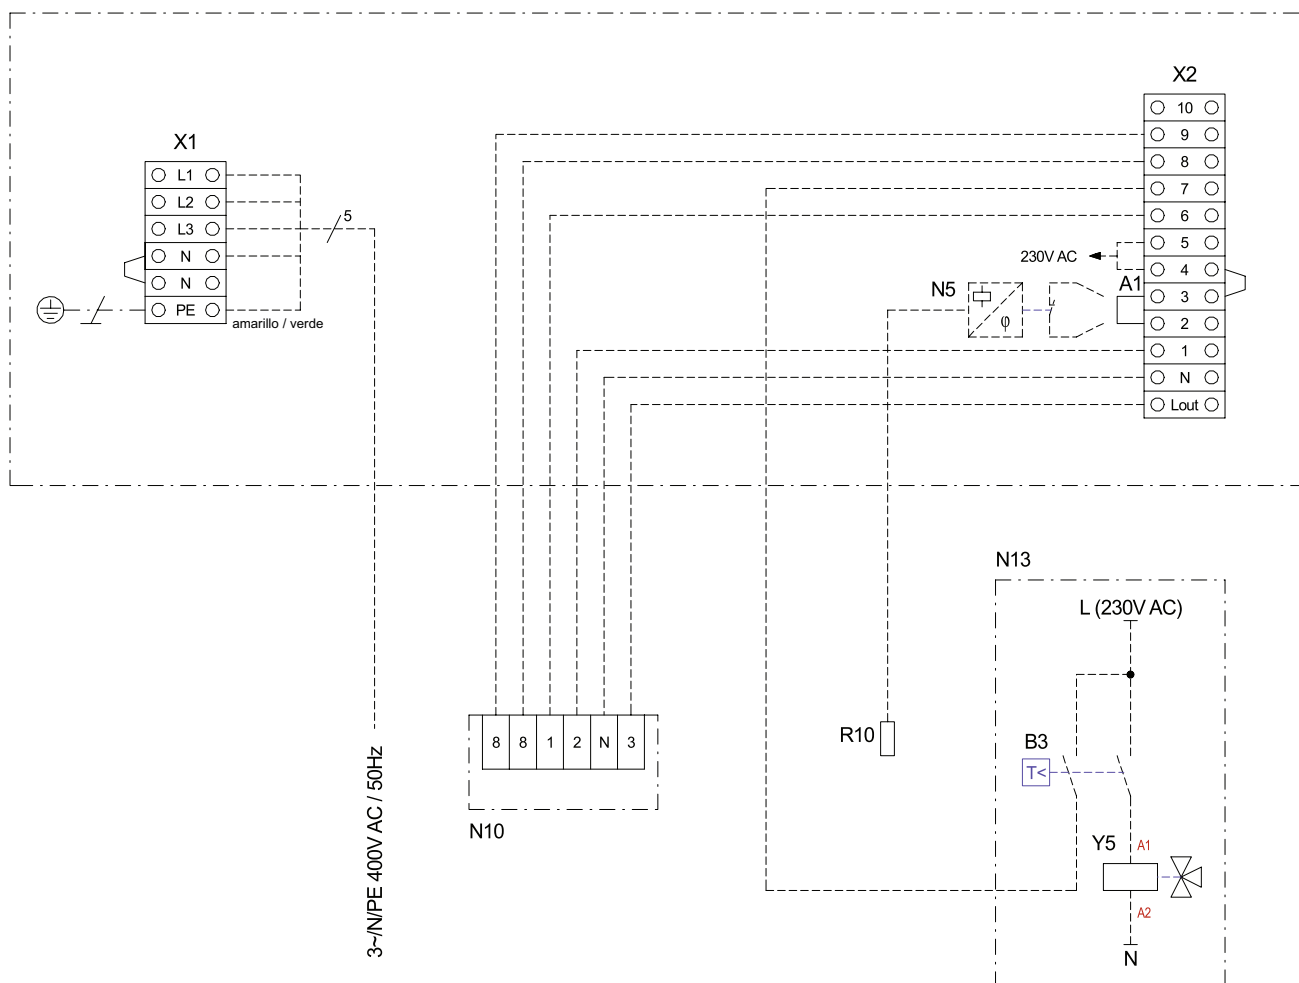 X2
10
9
8
7
6
5
4
3
2
1
N
Lout
X1
L1
L2
L3
N
N
PE
5
amarillo / verde
230V AC
A1
N5
φ
N13
L (230V AC)
R10
B3
T<
Y5
A1
A2
N
8 8 1 2 N 3
N10
3~/N/PE 400V AC / 50Hz